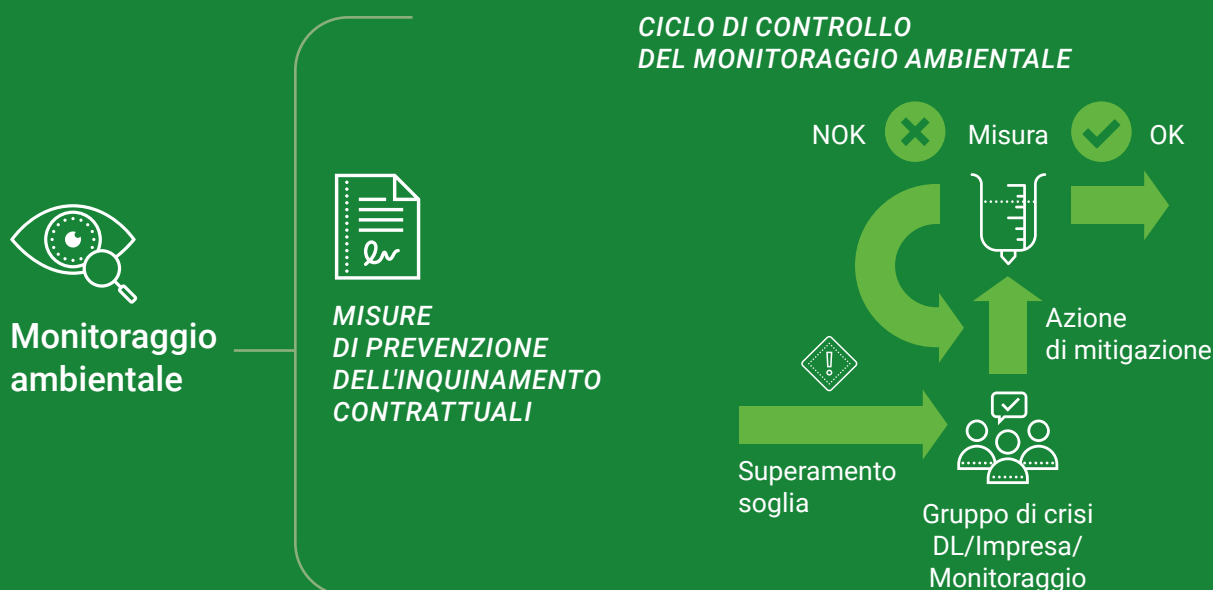 CICLO DI CONTROLLO
DEL MONITORAGGIO AMBIENTALE
NOK
Misura
OK
Monitoraggio
ambientale
MISURE
DI PREVENZIONE
DELL'INQUINAMENTO
CONTRATTUALI
Azione
di mitigazione
Superamento
soglia
Gruppo di crisi
DL/Impresa/
Monitoraggio